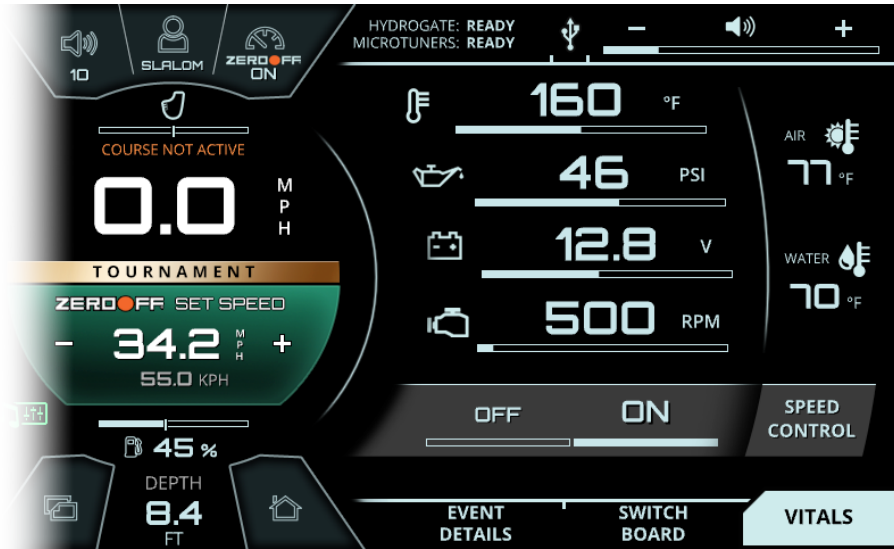 10
SLALOM
ZEROOFF
ON
HYDROGATE: READY
MICROTUNERS: READY
- +
COURSE NOT ACTIVE
0.0 MPH
TOURNAMENT
ZEROOFF SET SPEED
- 34.2 MPH +
55.0 KPH
45 %
DEPTH
8.4
FT
160 °F
46 PSI
12.8 V
500 RPM
AIR
77 °F
WATER
70 °F
OFF ON
SPEED
CONTROL
EVENT
DETAILS
SWITCH
BOARD
VITALS